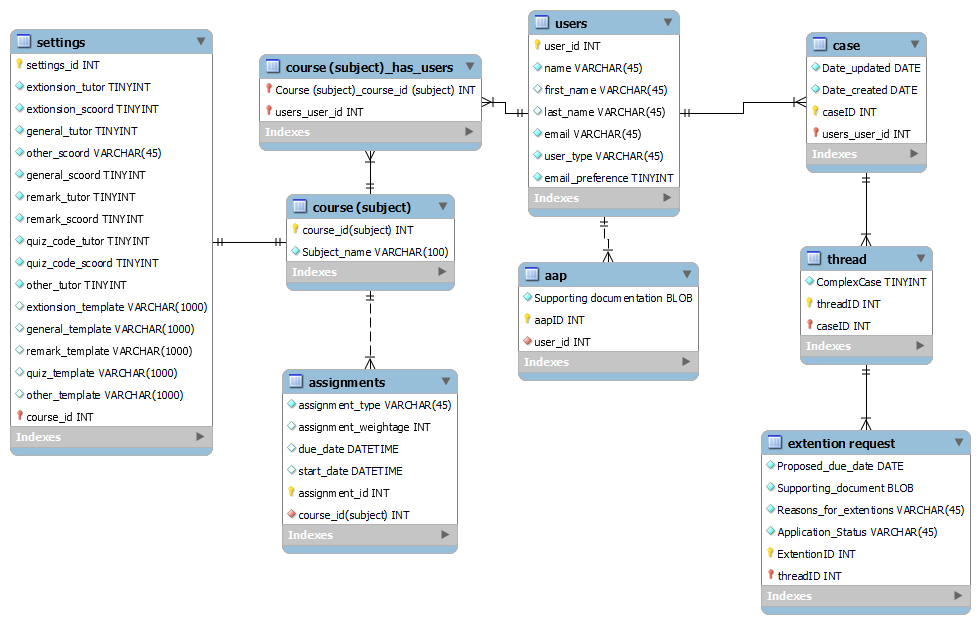 settings
settings_id INT
extionsion_tutor TINYINT
extionsion_scoord TINYINT
general_tutor TINYINT
other_scoord VARCHAR(45)
general_scoord TINYINT
remark_tutor TINYINT
remark_scoord TINYINT
quiz_code_tutor TINYINT
quiz_code_scoord TINYINT
other_tutor TINYINT
extionsion_template VARCHAR(1000)
general_template VARCHAR(1000)
remark_template VARCHAR(1000)
quiz_template VARCHAR(1000)
other_template VARCHAR(1000)
course_id INT
Indexes
course (subject)_has_users
Course (subject)_course_id (subject) INT
users_user_id INT
Indexes
course (subject)
course_id(subject) INT
Subject_name VARCHAR(100)
Indexes
assignments
assignment_type VARCHAR(45)
assignment_weightage INT
due_date DATETIME
start_date DATETIME
assignment_id INT
course_id(subject) INT
Indexes
users
user_id INT
name VARCHAR(45)
first_name VARCHAR(45)
last_name VARCHAR(45)
email VARCHAR(45)
user_type VARCHAR(45)
email_preference TINYINT
Indexes
aap
Supporting documentation BLOB
aapID INT
user_id INT
Indexes
case
Date_updated DATE
Date_created DATE
caseID INT
users_user_id INT
Indexes
thread
ComplexCase TINYINT
threadID INT
caseID INT
Indexes
extention request
Proposed_due_date DATE
Supporting_document BLOB
Reasons_for_extentions VARCHAR(45)
Application_Status VARCHAR(45)
ExtentionID INT
threadID INT
Indexes